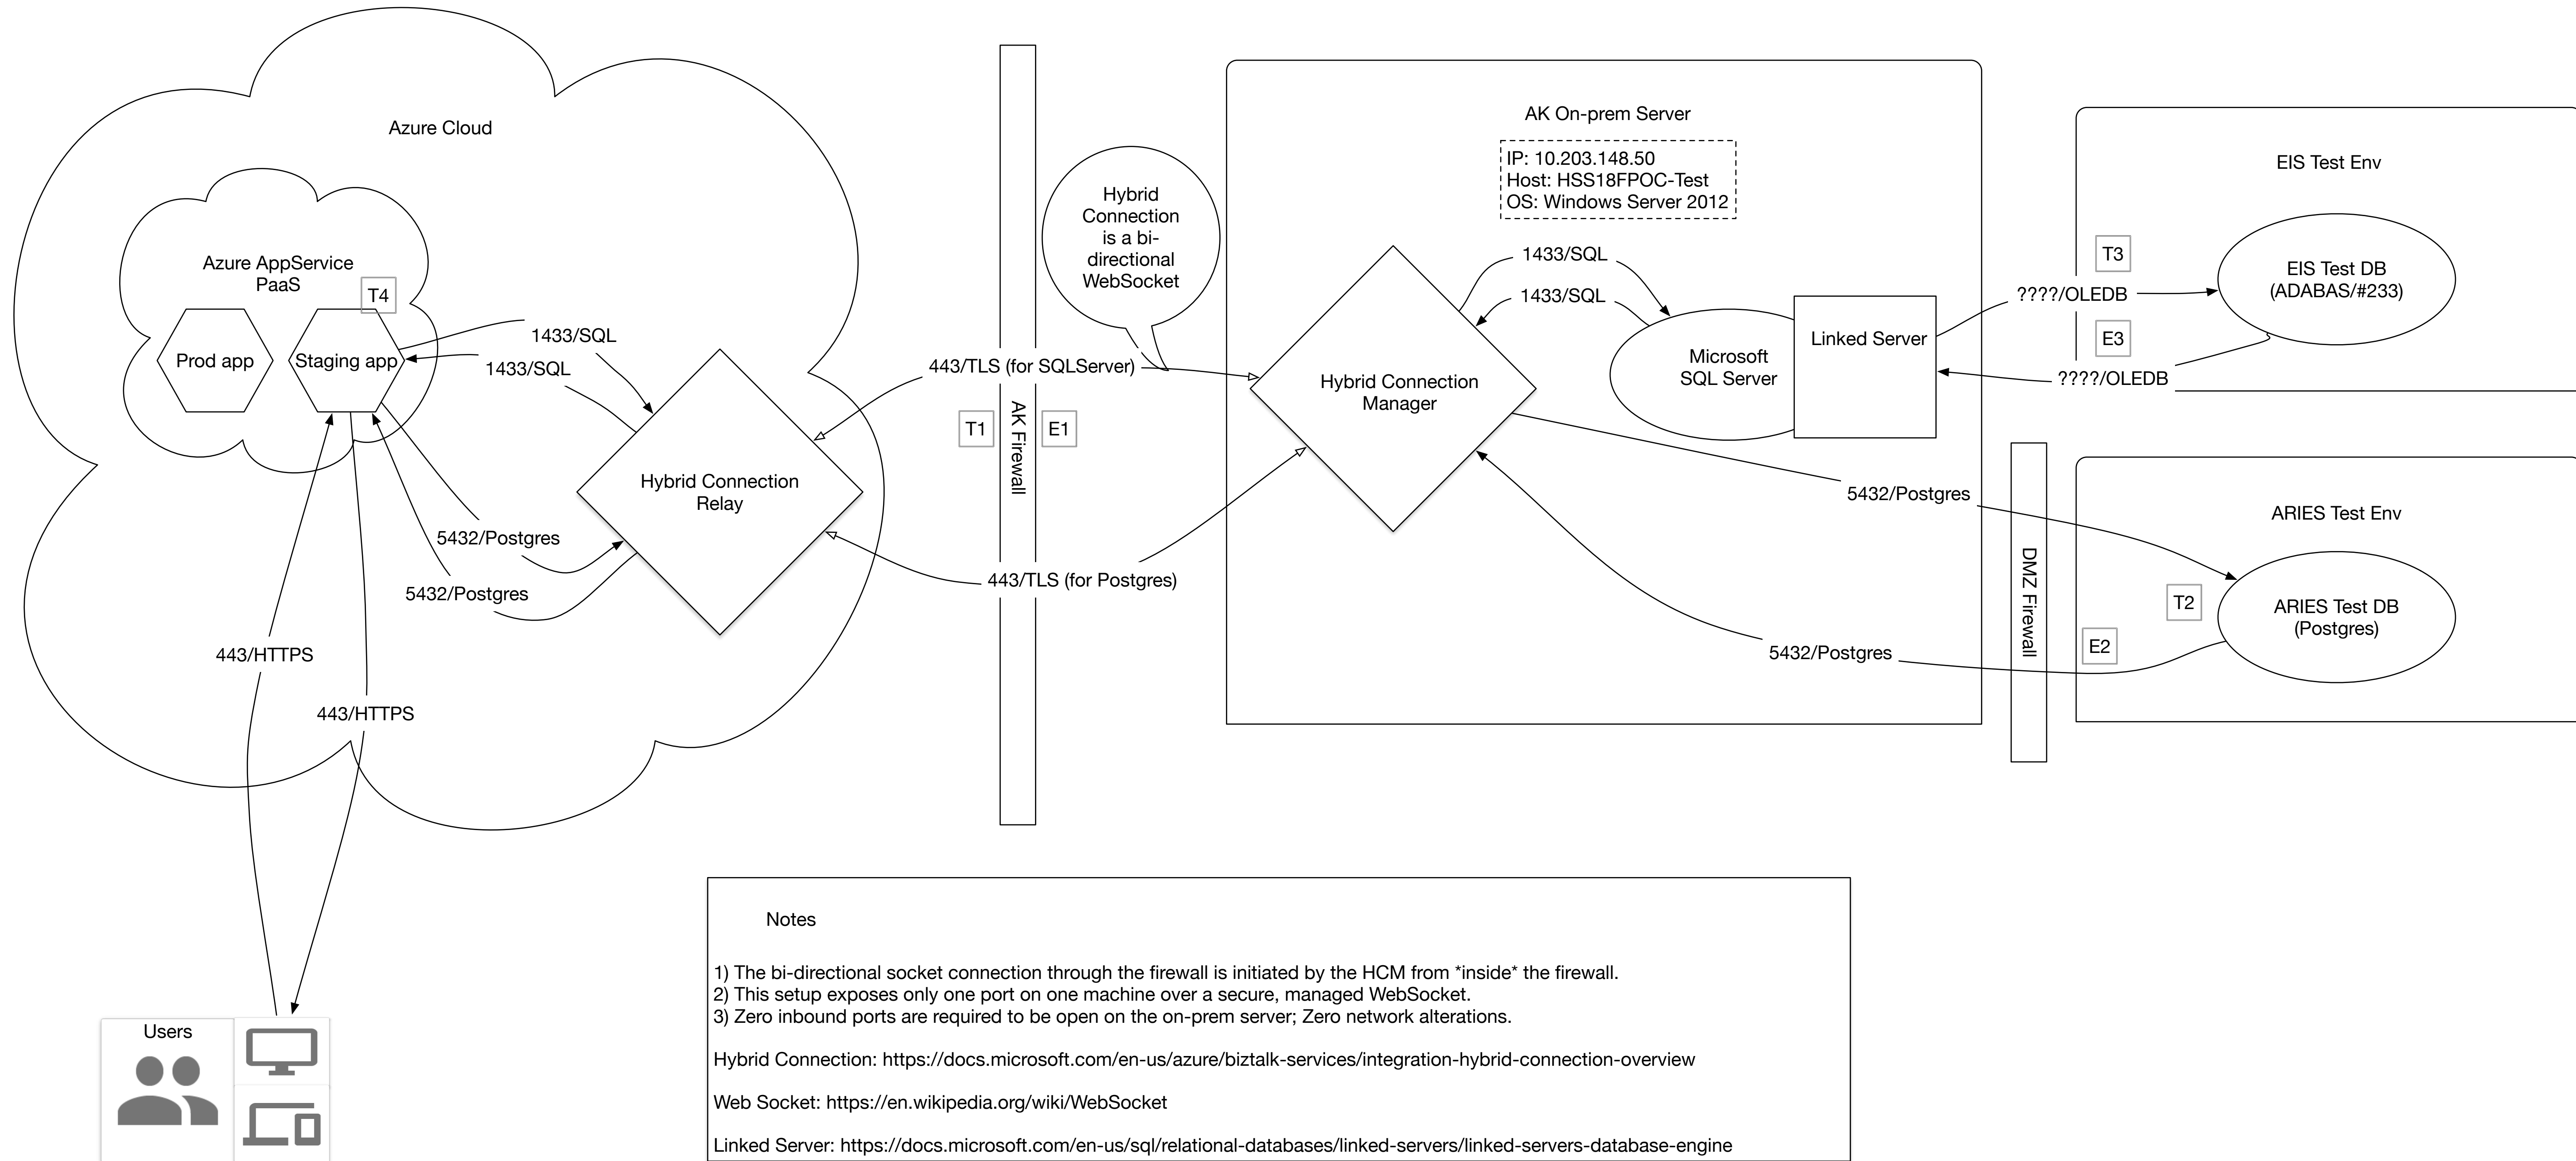 Azure Cloud
Azure AppService
PaaS
T4
Prod app
Staging app
1433/SQL
1433/SQL
Hybrid Connection
Relay
5432/Postgres
5432/Postgres
443/HTTPS
443/HTTPS
Users
443/TLS (for SQLServer)
T1
AK Firewall
E1
443/TLS (for Postgres)
Hybrid
Connection
is a bi-
directional
WebSocket
AK On-prem Server
IP: 10.203.148.50
Host: HSS18FPOC-Test
OS: Windows Server 2012
1433/SQL
1433/SQL
Hybrid Connection
Manager
Microsoft
SQL Server
Linked Server
5432/Postgres
5432/Postgres
DMZ Firewall
EIS Test Env
T3
????/OLEDB
E3
????/OLEDB
EIS Test DB
(ADABAS/#233)
ARIES Test Env
T2
E2
ARIES Test DB
(Postgres)
Notes
1) The bi-directional socket connection through the firewall is initiated by the HCM from *inside* the firewall.
2) This setup exposes only one port on one machine over a secure, managed WebSocket.
3) Zero inbound ports are required to be open on the on-prem server; Zero network alterations.
Hybrid Connection: https://docs.microsoft.com/en-us/azure/biztalk-services/integration-hybrid-connection-overview
Web Socket: https://en.wikipedia.org/wiki/WebSocket
Linked Server: https://docs.microsoft.com/en-us/sql/relational-databases/linked-servers/linked-servers-database-engine